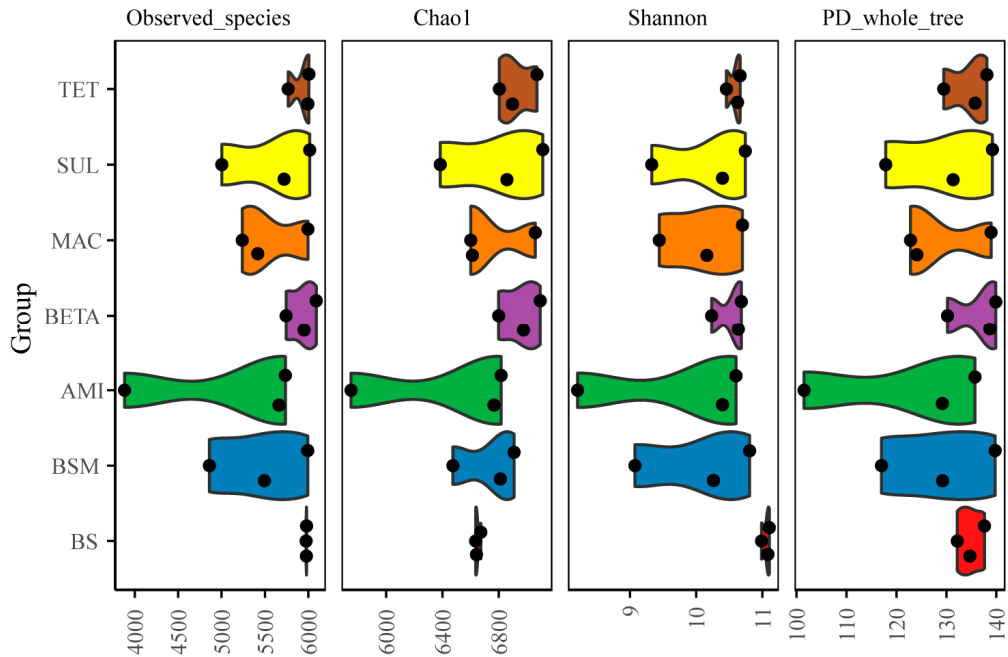 Observed_species Chao1 Shannon PD_whole_tree
Group
TET
SUL
MAC
BETA
AMI
BSM
BS
4000 4500 5000 5500 6000 6000 6400 6800 9 10 11 100 110 120 130 140